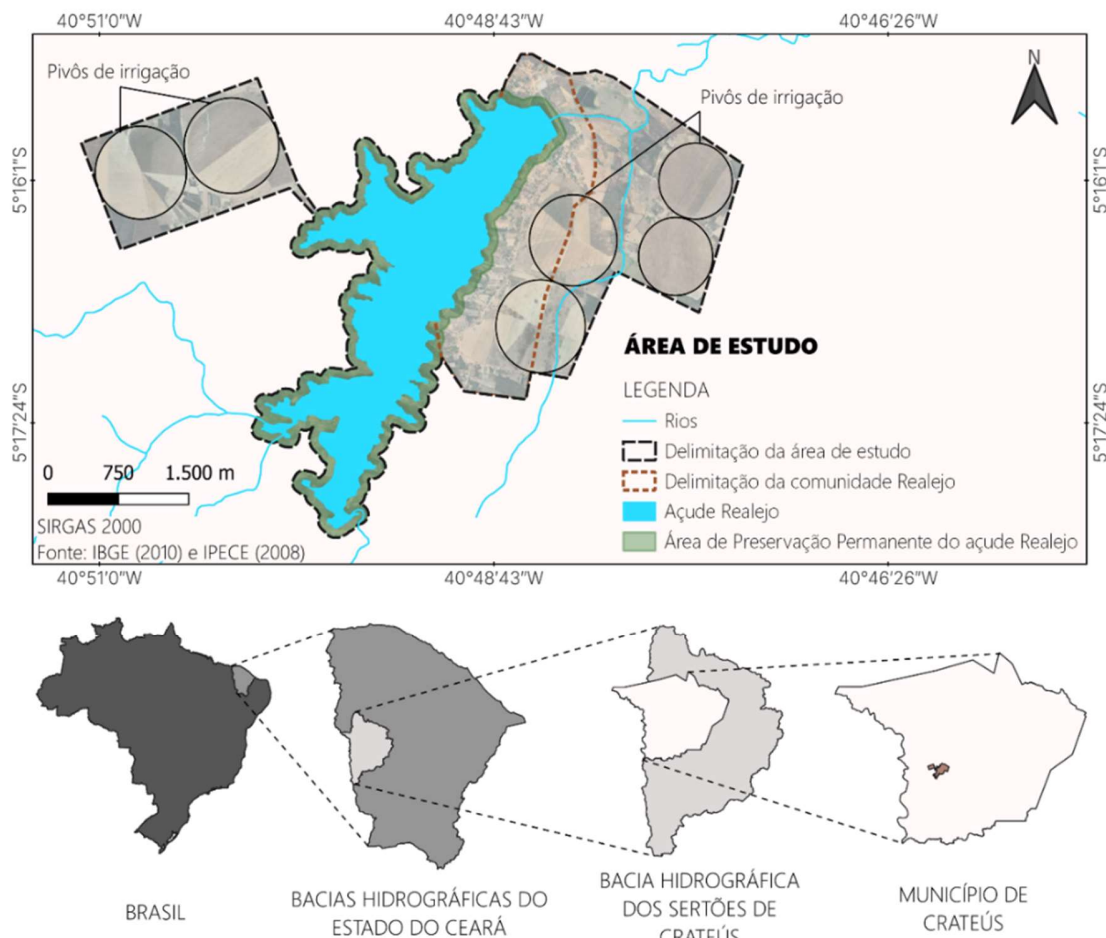 40°51'0"W 40°48'43"W 40°46'26"W
Pivôs de irrigação
Pivôs de irrigação
N
5°16'1"S
5°16'1"S
ÁREA DE ESTUDO
LEGENDA
Rios
Delimitação da área de estudo
Delimitação da comunidade Realejo
Açude Realejo
Área de Preservação Permanente do açude Realejo
5°17'24"S
5°17'24"S
0 750 1.500 m
SIRGAS 2000
Fonte: IBGE (2010) e IPECE (2008)
40°51'0"W 40°48'43"W 40°46'26"W
BRASIL
BACIAS HIDROGRÁFICAS DO
ESTADO DO CEARÁ
BACIA HIDROGRÁFICA
DOS SERTÕES DE
CRATEÚS
MUNICÍPIO DE
CRATEÚS